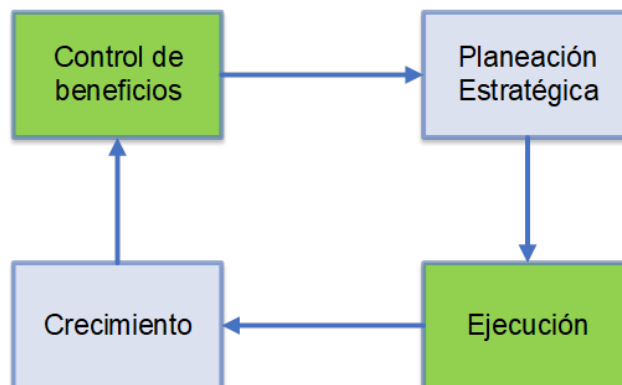 Control de
beneficios
Planeación
Estratégica
Crecimiento
Ejecución